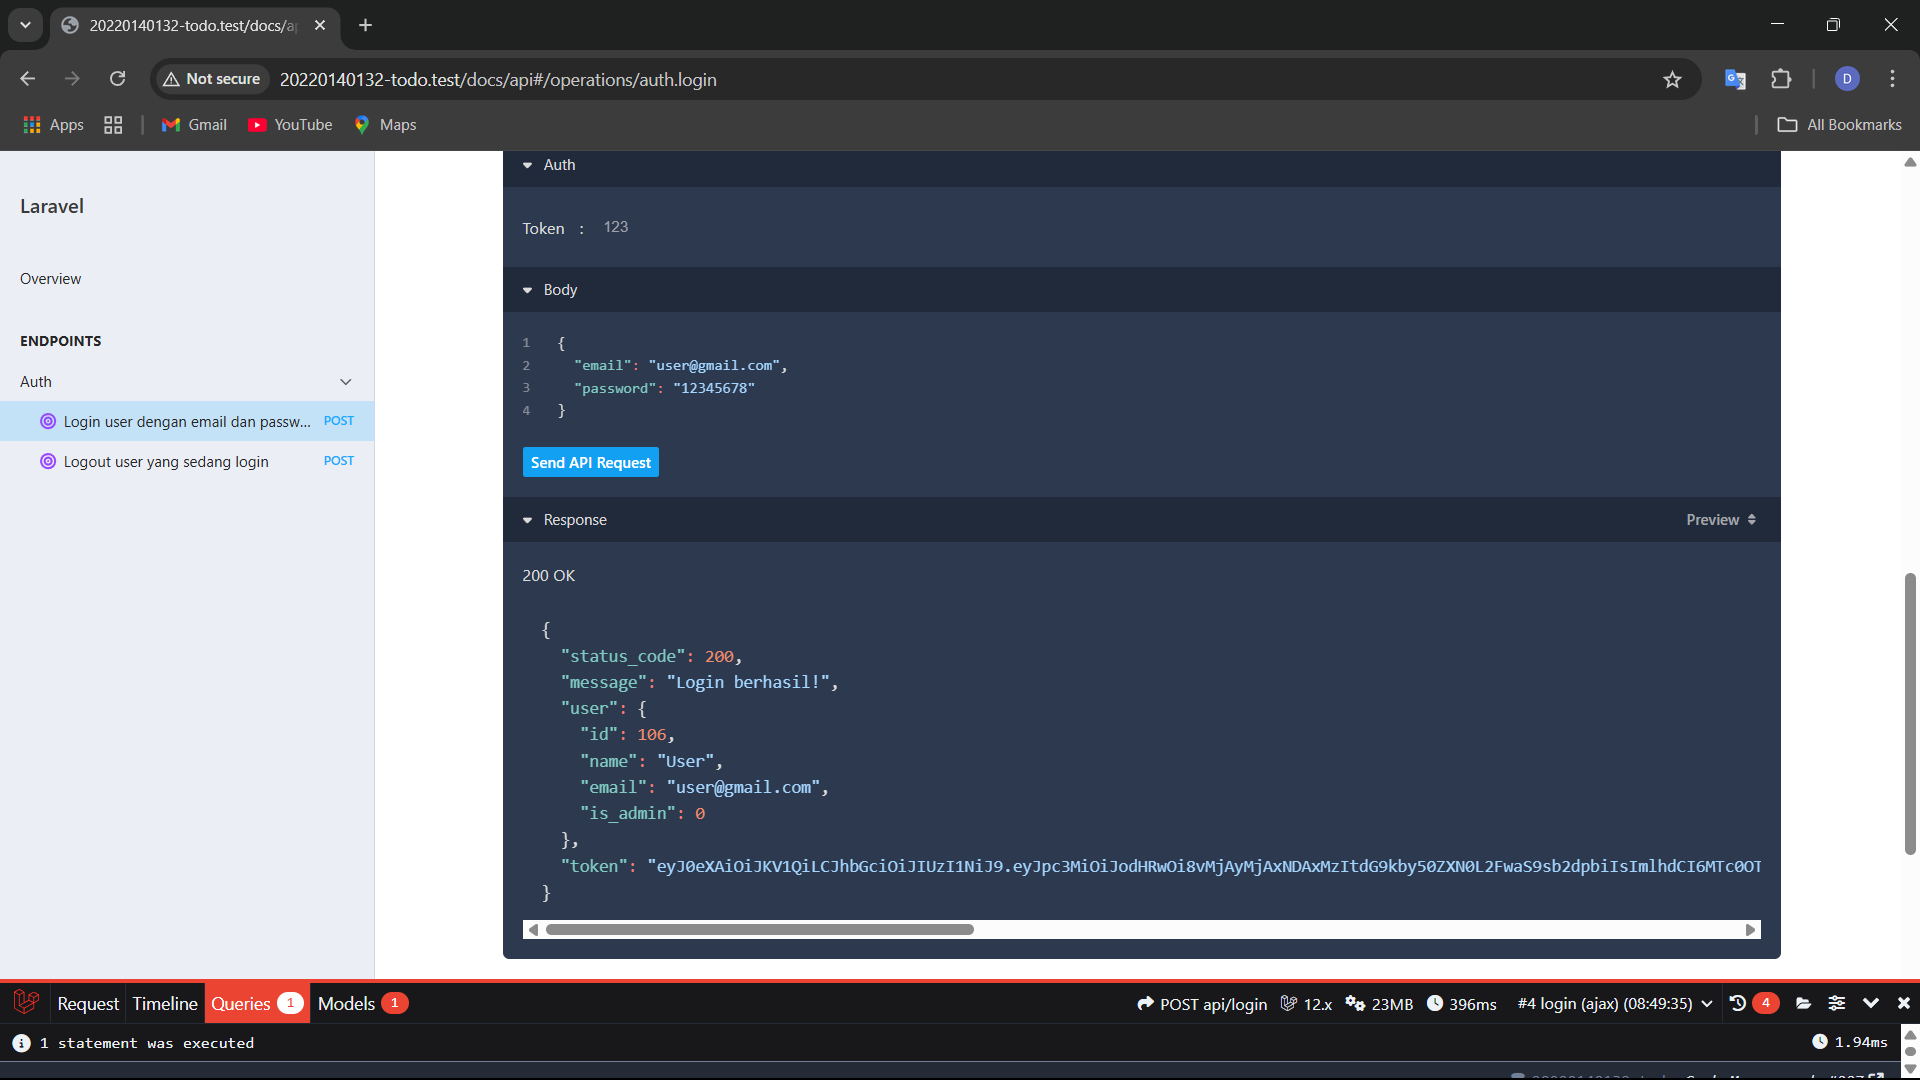 20220140132-todo.test/docs/a
Not secure
20220140132-todo.test/docs/api#/operations/auth.login
D
Apps
Gmail
YouTube
Maps
All Bookmarks
Laravel
Overview
ENDPOINTS
Auth
Login user dengan email dan passw... POST
Logout user yang sedang login POST
Auth
Token : 123
Body
1 {
2 "email": "user@gmail.com",
3 "password": "12345678"
4 }
Send API Request
Response
Preview
200 OK
{
"status_code": 200,
"message": "Login berhasil!",
"user": {
"id": 106,
"name": "User",
"email": "user@gmail.com",
"is_admin": 0
},
"token": "eyJ0eXAiOiJKV1QiLCJhbGciOiJIUzI1NiJ9.eyJpc3MiOiJodHRwOi8vMjAyMjAxNDAxMzItdG9kby50ZXN0L2FwaS9sb2dpbiIsImlhdCI6MTc0OT
}
Request Timeline Queries 1 Models 1
POST api/login 12.x 23MB 396ms #4 login (ajax) (08:49:35) 4
1 statement was executed
1.94ms